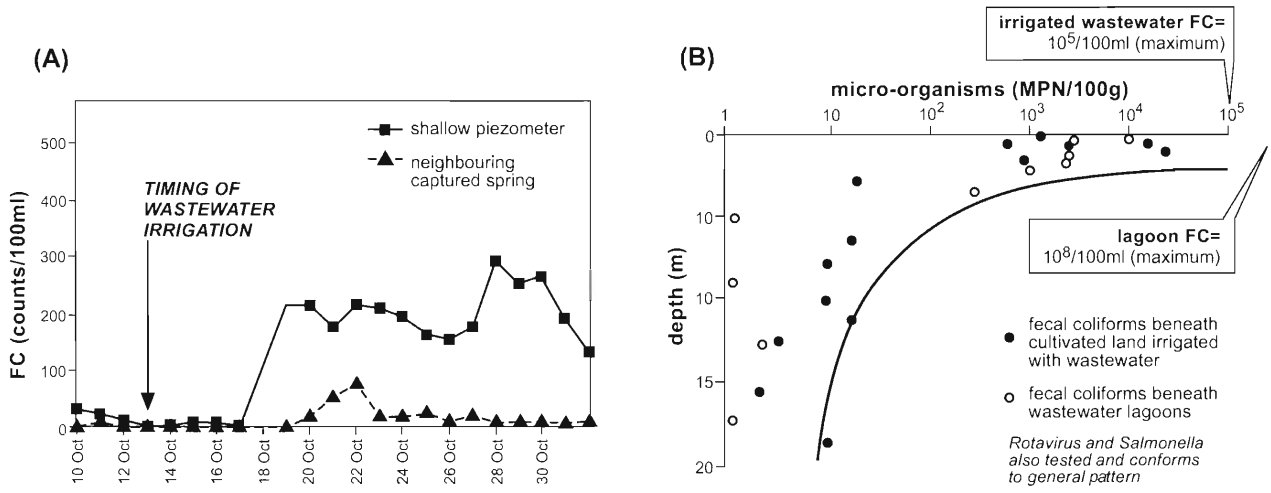 (A)
FC (counts/100ml)
500
400
300
200
100
0
10 Oct
12 Oct
14 Oct
16 Oct
18 Oct
20 Oct
22 Oct
24 Oct
26 Oct
28 Oct
30 Oct
shallow piezometer
neighbouring
captured spring
TIMING OF
WASTEWATER
IRRIGATION
(B)
irrigated wastewater FC=
10⁵/100ml (maximum)
micro-organisms (MPN/100g)
1
10
10²
10³
10⁴
10⁵
depth (m)
0
10
10
15
20
lagoon FC=
10⁸/100ml (maximum)
fecal coliforms beneath
cultivated land irrigated
with wastewater
fecal coliforms beneath
wastewater lagoons
Rotavirus and Salmonella
also tested and conforms
to general pattern